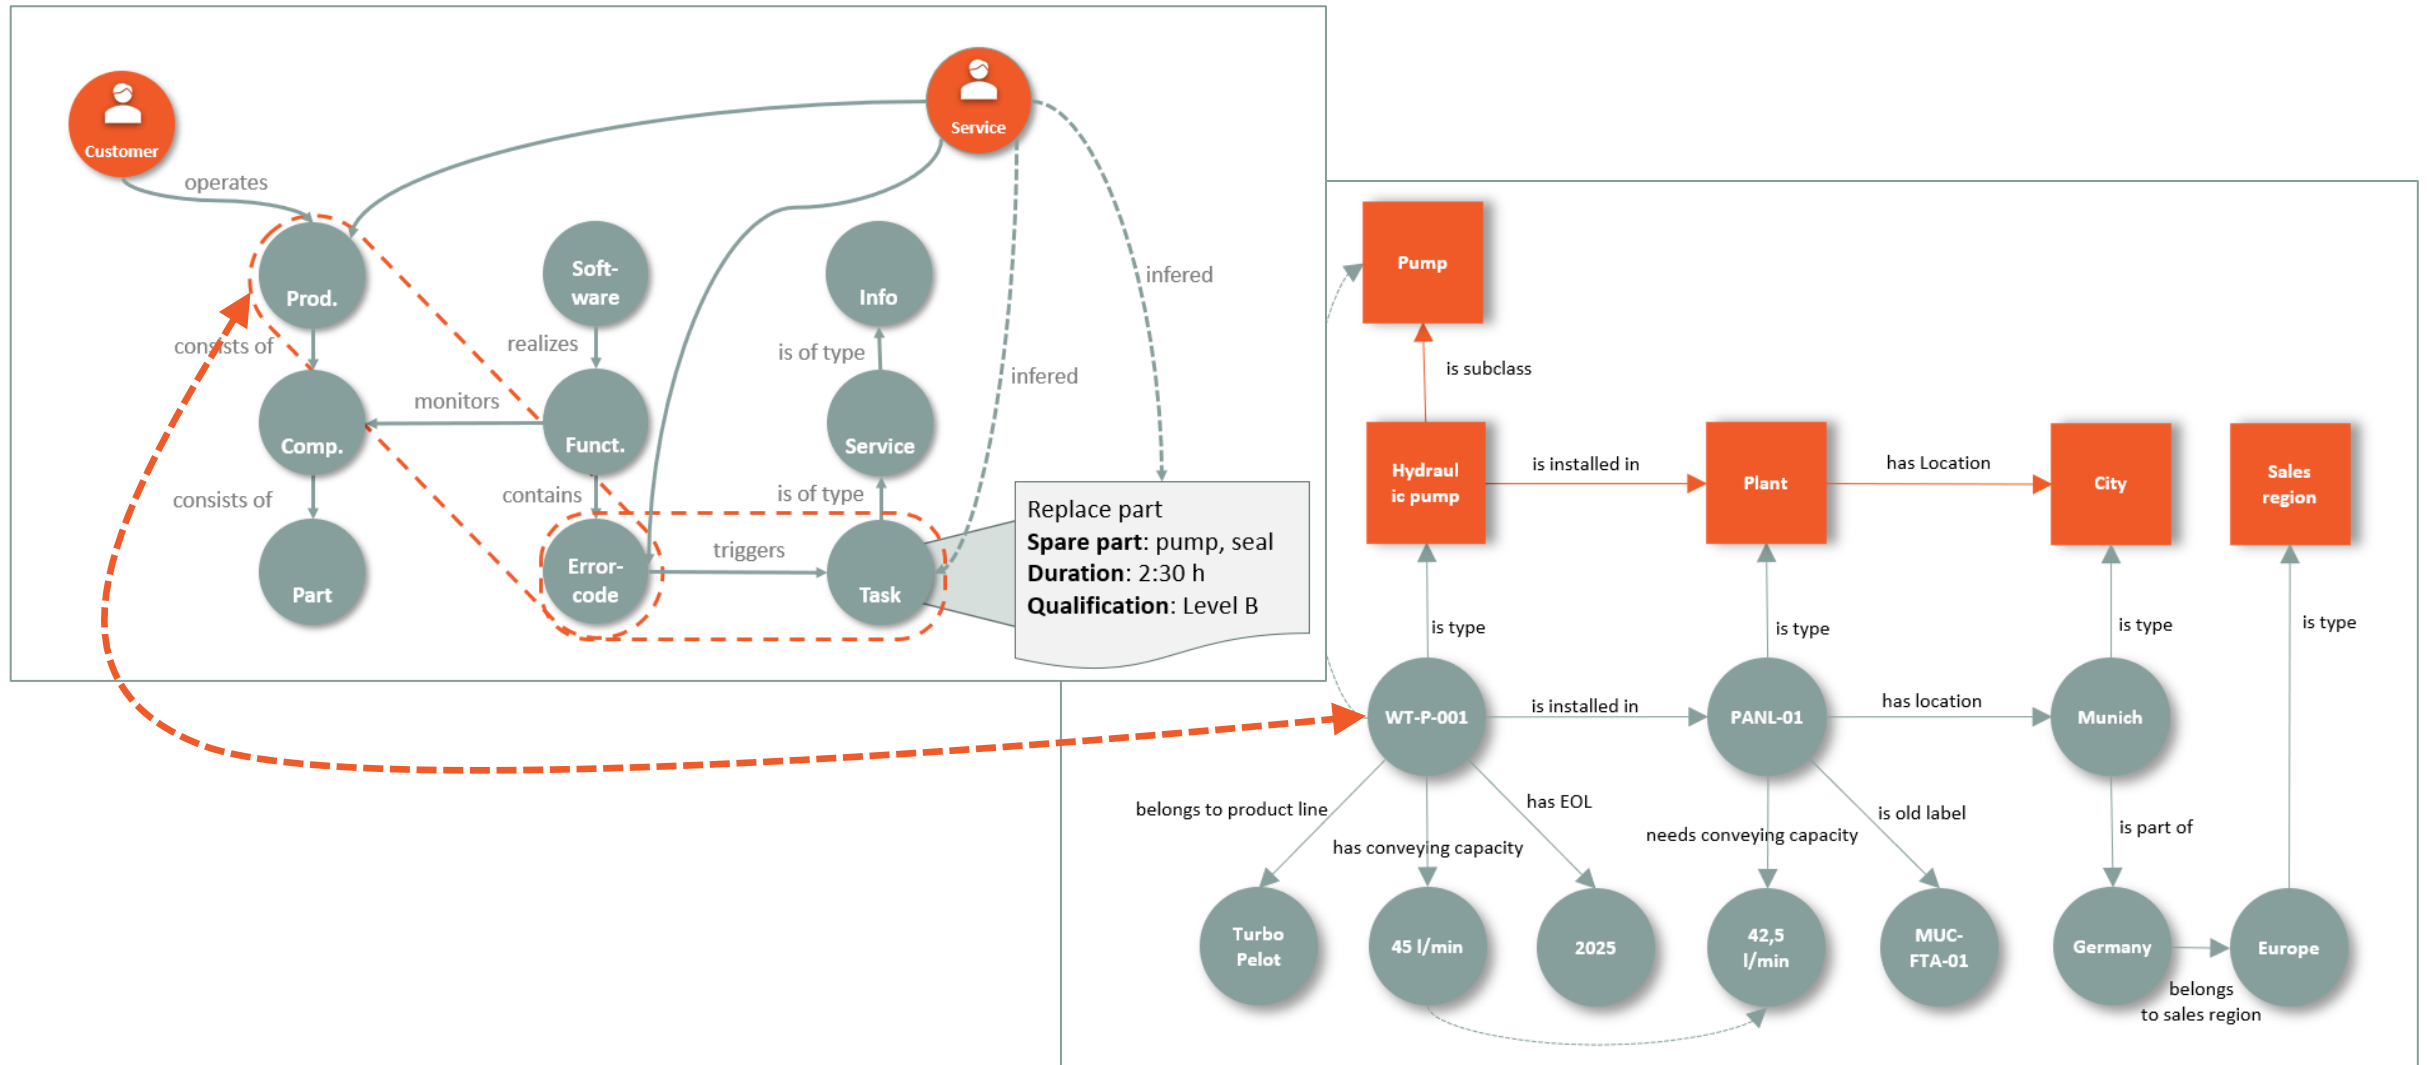 Customer
Service
operates
Prod.
Soft-
ware
Info
infered
consists of
realizes
is of type
infered
monitors
Comp.
Funct.
Service
consists of
contains
is of type
Part
Error-
code
triggers
Task
Replace part
Spare part: pump, seal
Duration: 2:30 h
Qualification: Level B
Pump
is subclass
Hydraul
ic pump
is installed in
Plant
has Location
City
Sales
region
is type
is type
is type
is type
WT-P-001
is installed in
PANL-01
has location
Munich
belongs to product line
has conveying capacity
has EOL
needs conveying capacity
is old label
is part of
Turbo
Pelot
45 l/min
2025
42,5
l/min
MUC-
FTA-01
Germany
Europe
belongs
to sales region